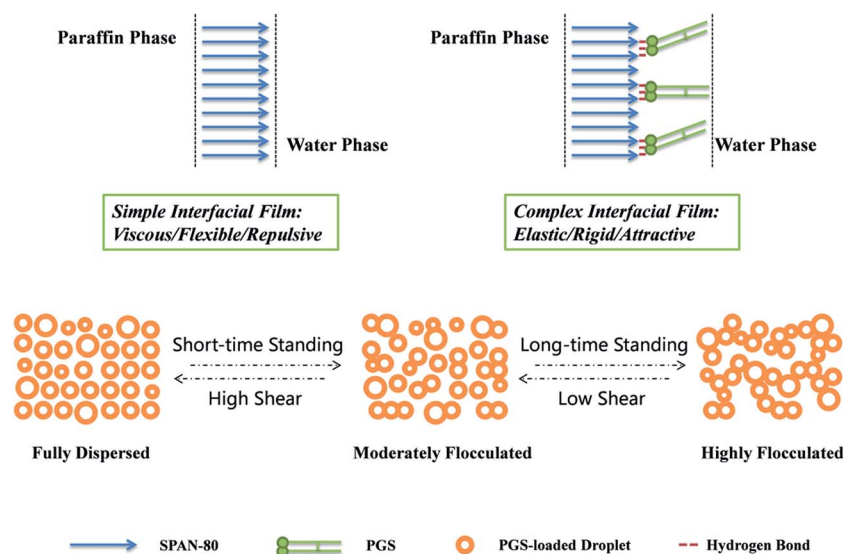 Paraffin Phase
Water Phase
Paraffin Phase
Water Phase
Simple Interfacial Film:
Viscous/Flexible/Repulsive
Complex Interfacial Film:
Elastic/Rigid/Attractive
Short-time Standing
High Shear
Long-time Standing
Low Shear
Fully Dispersed
Moderately Flocculated
Highly Flocculated
SPAN-80
PGS
PGS-loaded Droplet
Hydrogen Bond